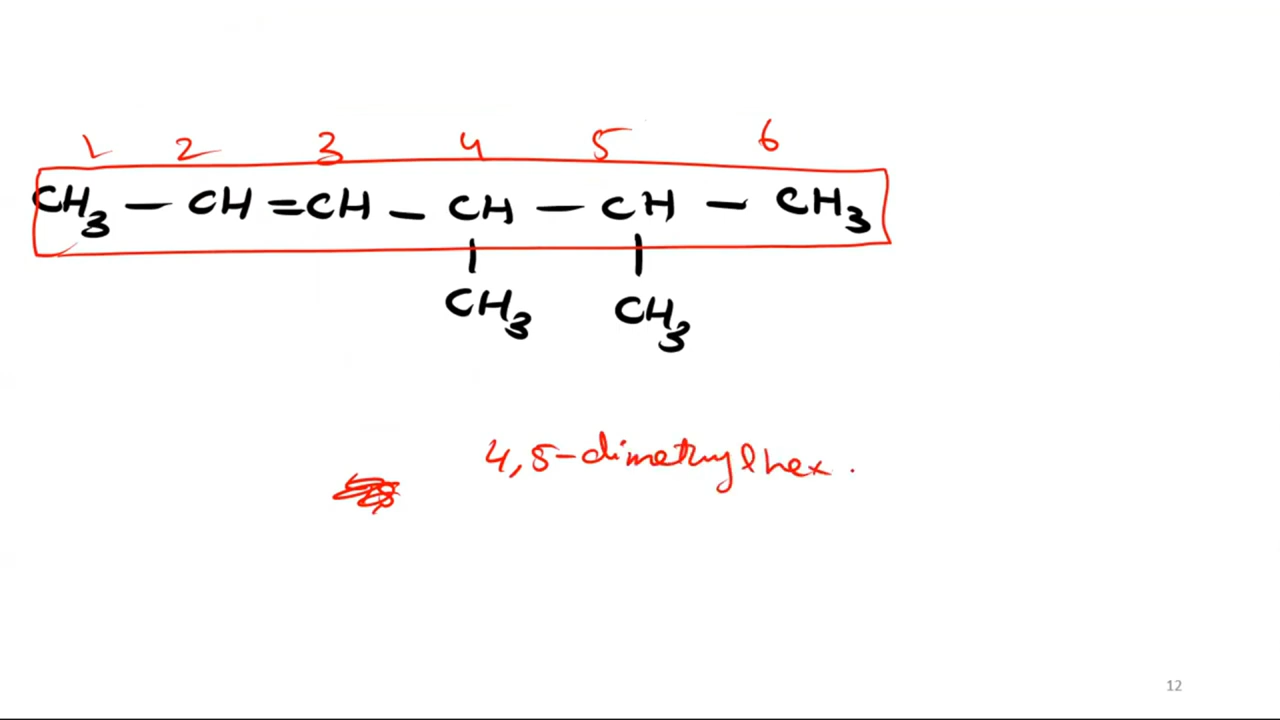 1 2 3 4 5 6
CH3 — CH = CH — CH — CH — CH3
CH3 CH3
4,5-dimethylhex.
12